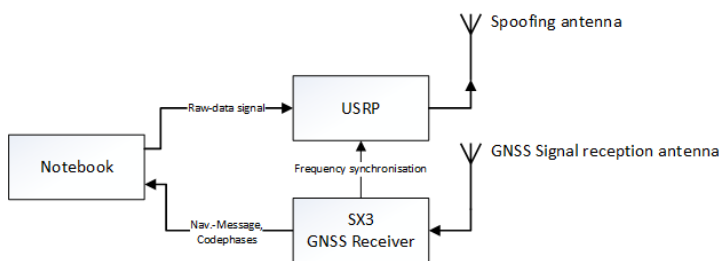 Spoofing antenna
Raw-data signal
USRP
Notebook
Frequency synchronisation
GNSS Signal reception antenna
Nav.-Message,
Codephases
SX3
GNSS Receiver